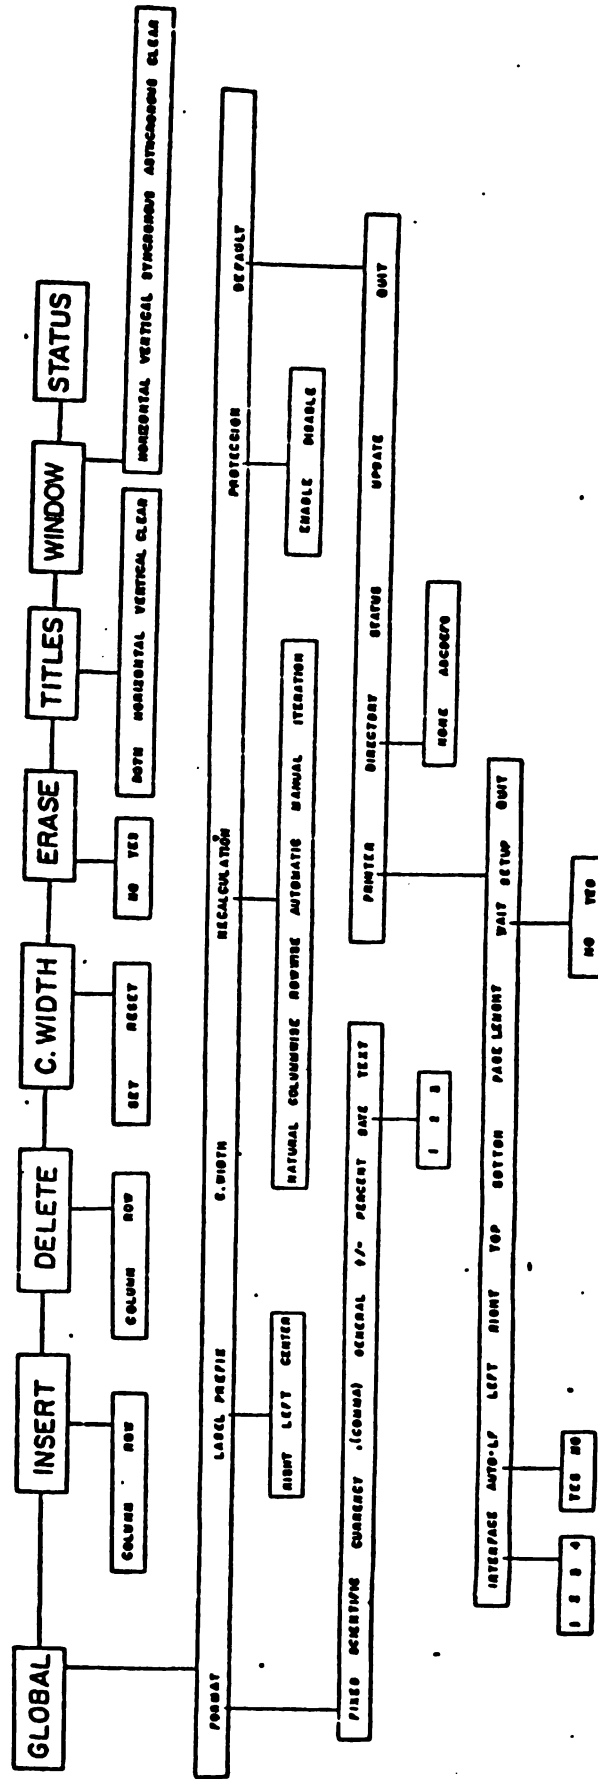 GLOBAL INSERT DELETE C.WIDTH ERASE TITLES WINDOW STATUS
COLUMN ROW
COLUMN ROW
SET RESET
NO YES
BOTH HORIZONTAL VERTICAL CLEAR
HORIZONTAL VERTICAL SYNCRONOUS ASYNCRONOUS CLEAR
FORMAT LABEL PREFIX C.WIDTH RECALCULATION PROTECCION DEFAULT
RIGHT LEFT CENTER
NATURAL COLUMNWISE ROWWISE AUTOMATIC MANUAL ITERATION
ENABLE DISABLE
FIXED SCIENTIFIC CURRENCY ,(COMMA) GENERAL +/- PERCENT DATE TEXT
1 2 3
PRINTER DIRECTORY STATUS UPDATE QUIT
NONE ABCDEFG
INTERFACE AUTO-LF LEFT RIGHT TOP BOTTOM PAGE LENGHT WAIT SETUP QUIT
1 2 3 4
YES NO
NO YES